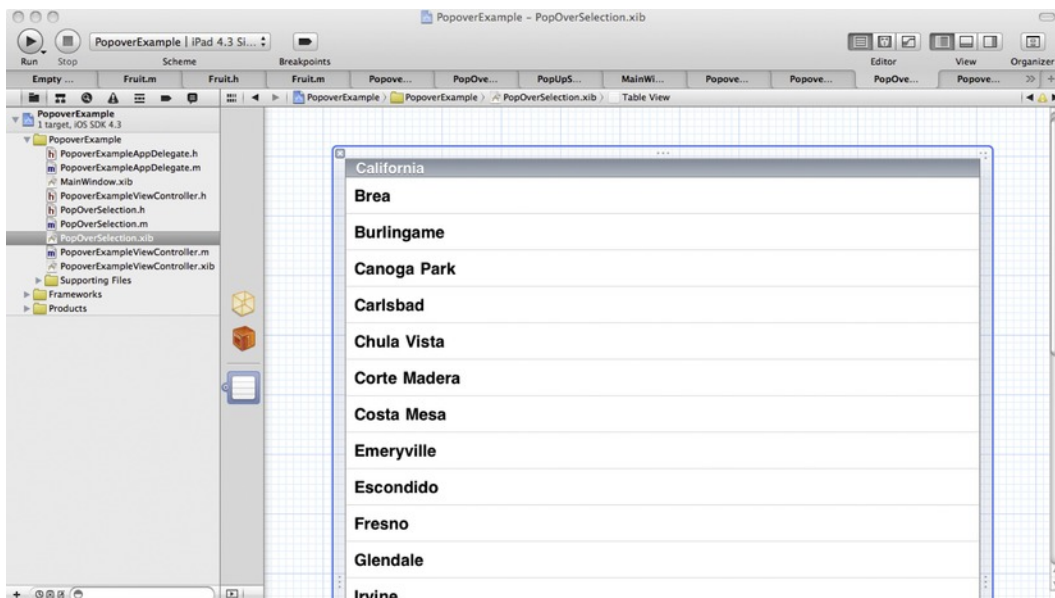 PopoverExample – PopOverSelection.xib
PopoverExample | iPad 4.3 Si...
Run Stop Scheme Breakpoints Editor View Organizer
Empty ... Fruit.m Fruit.h Fruit.m Popove... PopOve... PopUpS... MainWi... Popove... Popove... PopOve... Popove...
PopoverExample PopoverExample PopOverSelection.xib Table View
PopoverExample
1 target, iOS SDK 4.3
PopoverExample
h PopoverExampleAppDelegate.h
m PopoverExampleAppDelegate.m
MainWindow.xib
h PopoverExampleViewController.h
h PopOverSelection.h
m PopOverSelection.m
PopOverSelection.xib
m PopoverExampleViewController.m
PopoverExampleViewController.xib
Supporting Files
Frameworks
Products
California
Brea
Burlingame
Canoga Park
Carlsbad
Chula Vista
Corte Madera
Costa Mesa
Emeryville
Escondido
Fresno
Glendale
Irvine